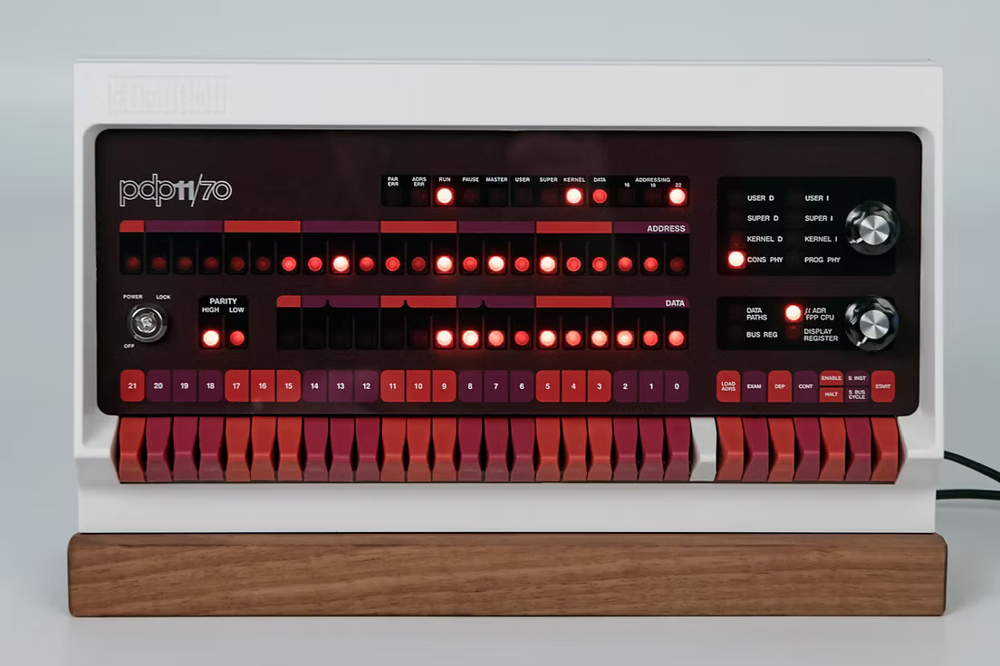 pdp11/70
PAR ERR
ADRS ERR
RUN
PAUSE
MASTER
USER
SUPER
KERNEL
DATA
ADDRESSING
16
18
22
ADDRESS
USER D
USER I
SUPER D
SUPER I
KERNEL D
KERNEL I
CONS PHY
PROG PHY
POWER
LOCK
OFF
PARITY
HIGH LOW
DATA
DATA PATHS
μ ADR FPP CPU
BUS REG
DISPLAY REGISTER
21 20 19 18 17 16 15 14 13 12 11 10 9 8 7 6 5 4 3 2 1 0
LOAD ADRS
EXAM
DEP
CONT
ENABLE
HALT
S INST
S BUS CYCLE
START